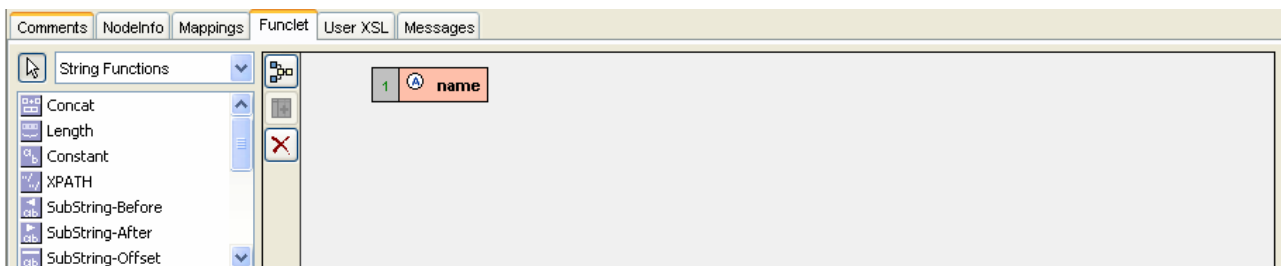 Comments NodeInfo Mappings Funclet User XSL Messages
String Functions
1 A name
Concat
Length
Constant
XPATH
SubString-Before
SubString-After
SubString-Offset